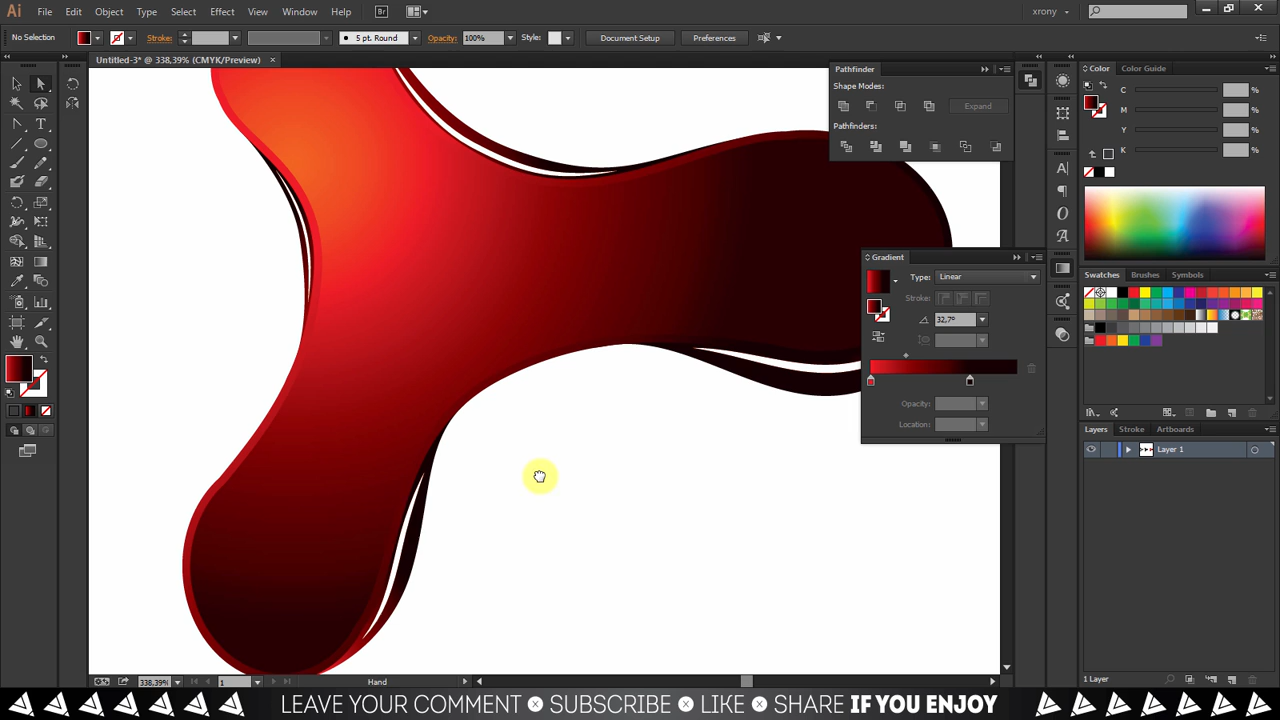 Ai File Edit Object Type Select Effect View Window Help Br xrony
No Selection Stroke: 5 pt. Round Opacity: 100% Style: Document Setup Preferences
Untitled-3* @ 338,39% (CMYK/Preview) ×
Pathfinder
Shape Modes:
Expand
Pathfinders:
Color Color Guide
C %
M %
Y %
K %
Gradient
Type: Linear
Stroke:
32,7°
Opacity:
Location:
Swatches Brushes Symbols
Layers Stroke Artboards
Layer 1
1 Layer
338,39% 1 Hand
LEAVE YOUR COMMENT SUBSCRIBE LIKE SHARE IF YOU ENJOY